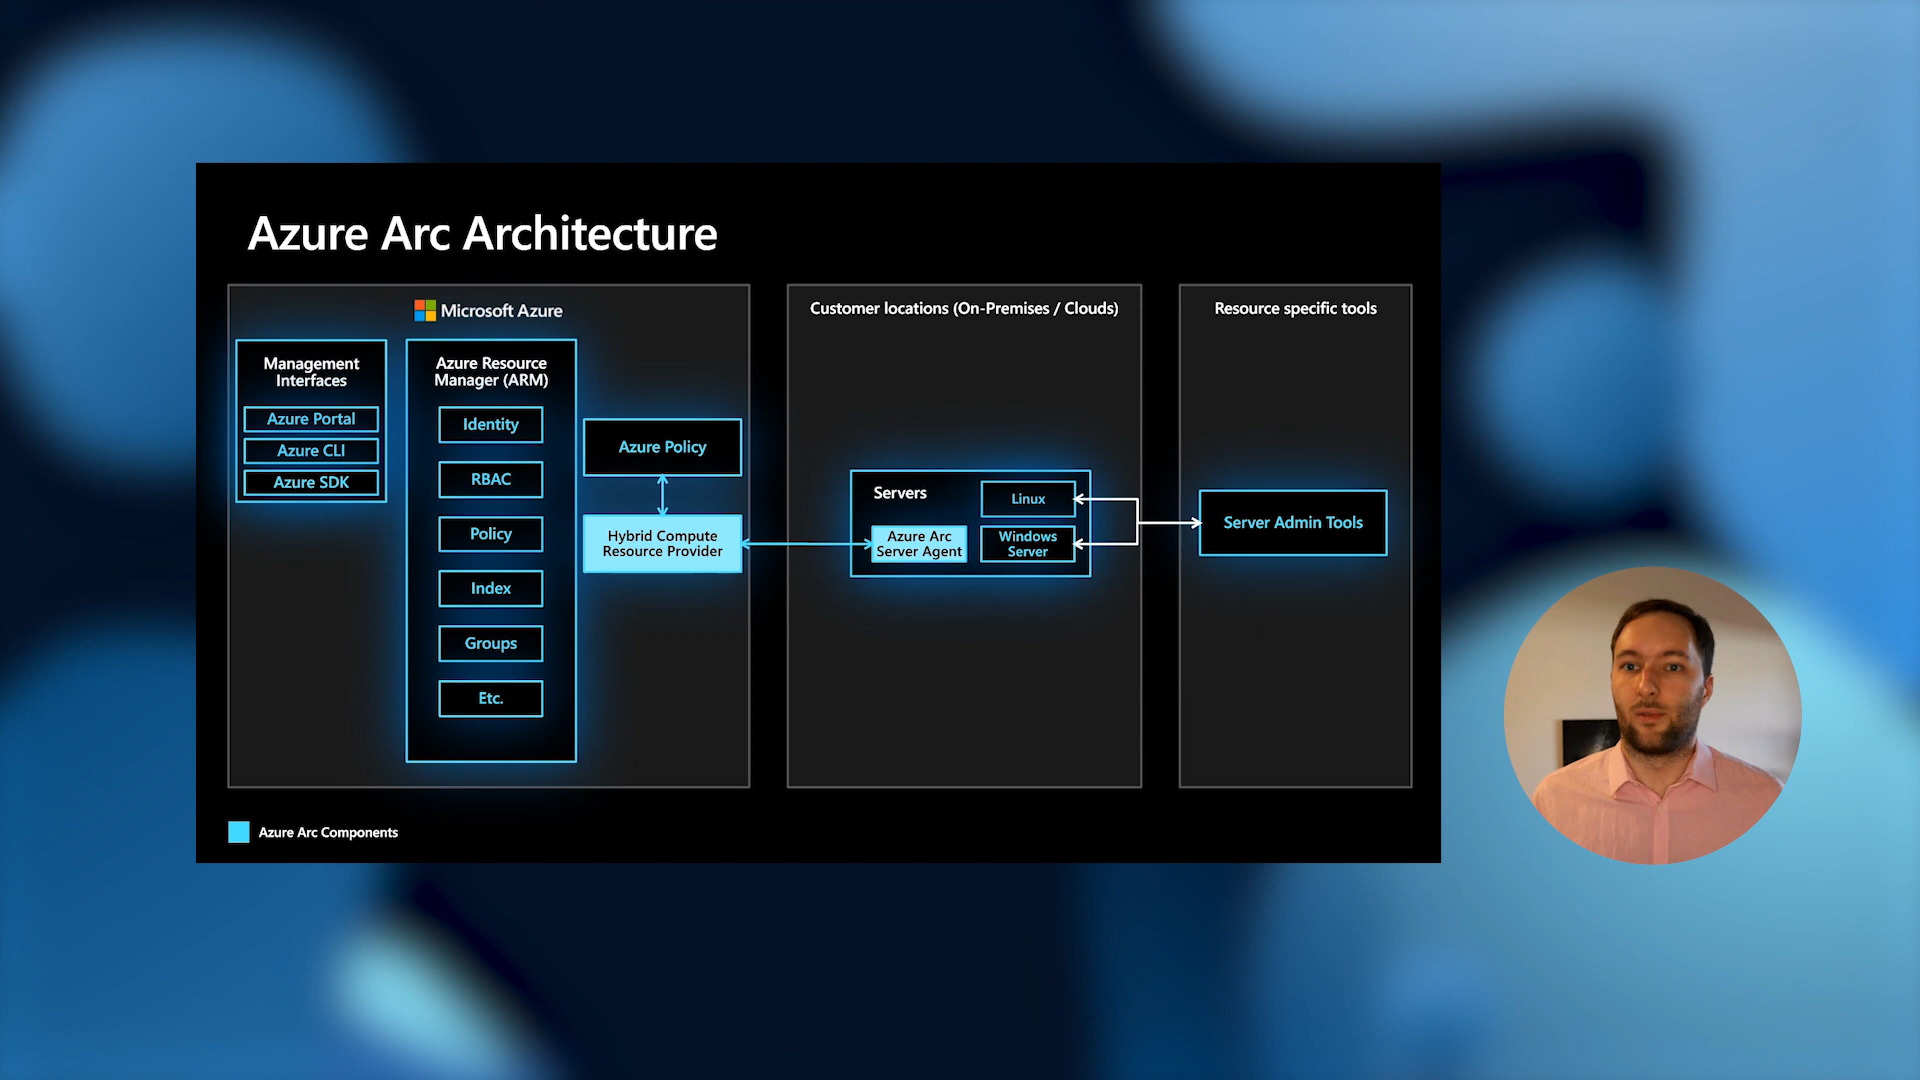 Azure Arc Architecture
Microsoft Azure
Management
Interfaces
Azure Portal
Azure CLI
Azure SDK
Azure Resource
Manager (ARM)
Identity
RBAC
Policy
Index
Groups
Etc.
Azure Policy
Hybrid Compute
Resource Provider
Customer locations (On-Premises / Clouds)
Servers
Linux
Azure Arc
Server Agent
Windows
Server
Resource specific tools
Server Admin Tools
Azure Arc Components